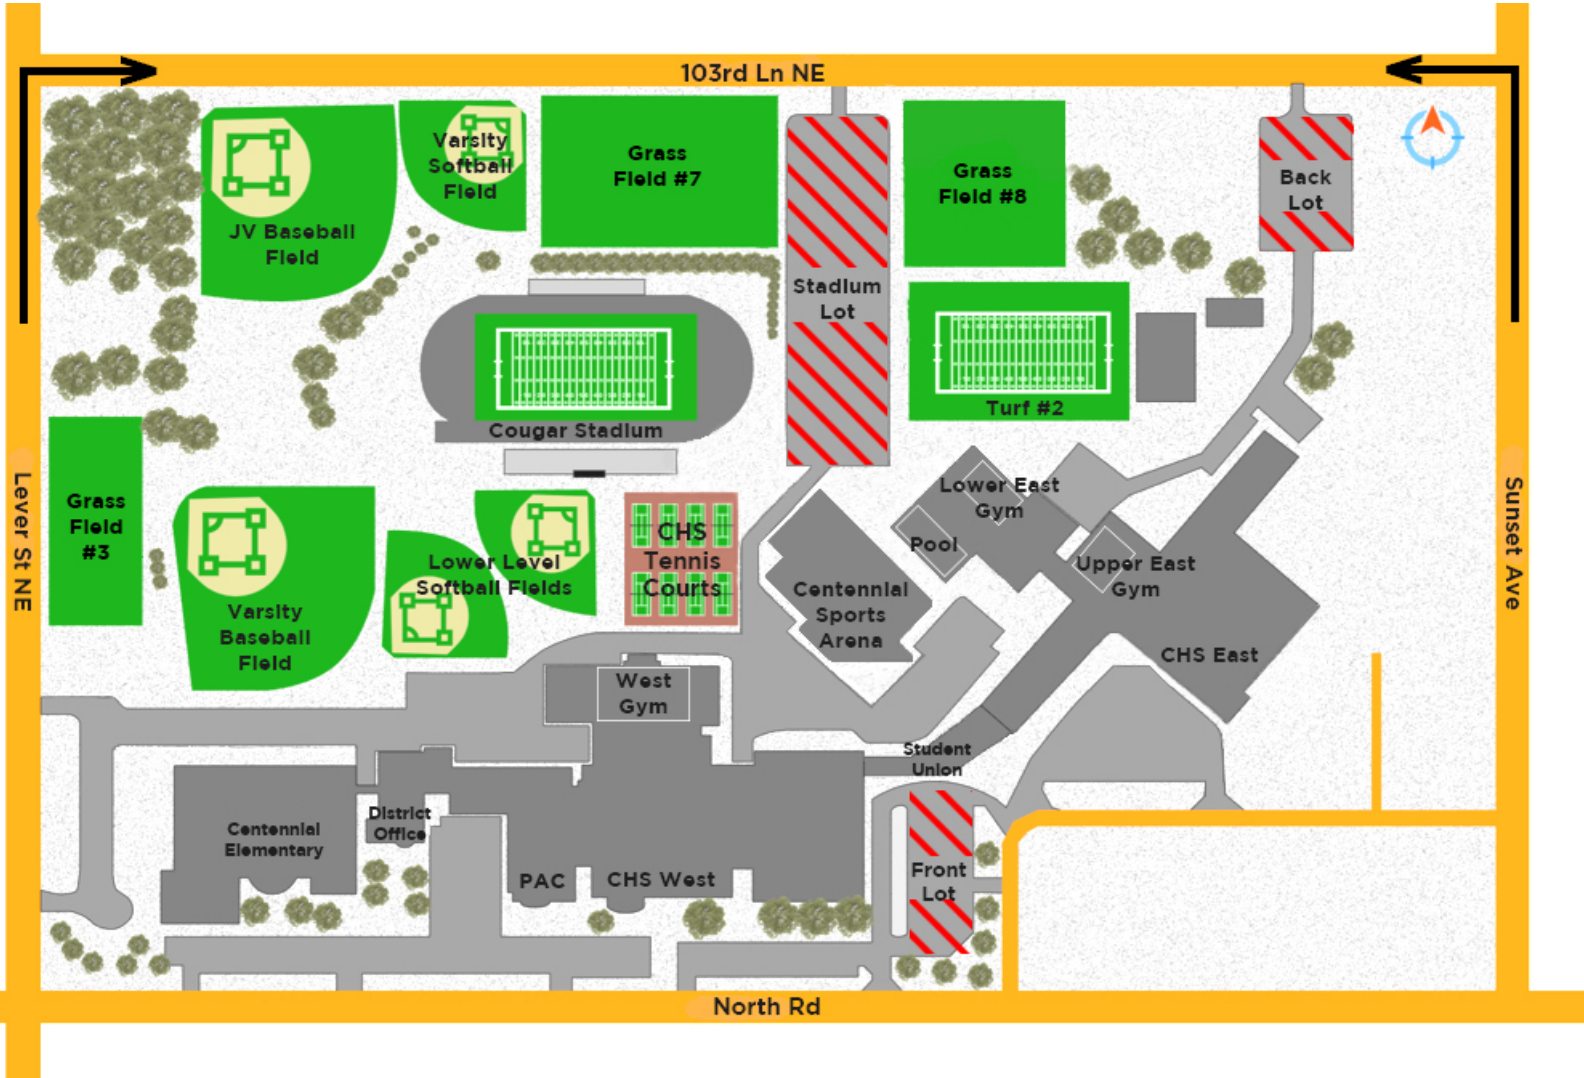 103rd Ln NE
Varsity
Softball
Field
Grass
Field #7
Grass
Field #8
Back
Lot
JV Baseball
Field
Stadium
Lot
Turf #2
Cougar Stadium
Lever St NE
Grass
Field
#3
Sunset Ave
Lower East
Gym
CHS
Tennis
Courts
Pool
Lower Level
Softball Fields
Upper East
Gym
Centennial
Sports
Arena
Varsity
Baseball
Field
CHS East
West
Gym
Student
Union
District
Office
Centennial
Elementary
PAC
CHS West
Front
Lot
North Rd